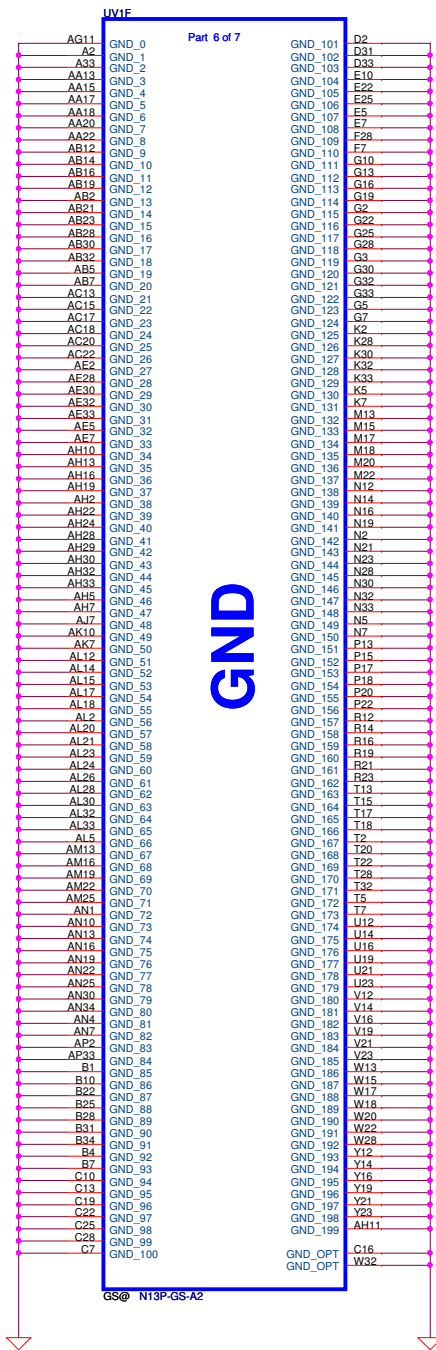 UV1F
Part 6 of 7
AG11 GND_0 GND_101 D2
A2 GND_1 GND_102 D31
A33 GND_2 GND_103 D33
AA13 GND_3 GND_104 E10
AA15 GND_4 GND_105 E22
AA17 GND_5 GND_106 E25
AA18 GND_6 GND_107 E5
AA20 GND_7 GND_108 E7
AA22 GND_8 GND_109 F28
AB12 GND_9 GND_110 F7
AB14 GND_10 GND_111 G10
AB16 GND_11 GND_112 G13
AB19 GND_12 GND_113 G16
AB2 GND_13 GND_114 G19
AB21 GND_14 GND_115 G2
AB23 GND_15 GND_116 G22
AB28 GND_16 GND_117 G25
AB30 GND_17 GND_118 G28
AB32 GND_18 GND_119 G3
AB5 GND_19 GND_120 G30
AB7 GND_20 GND_121 G32
AC13 GND_21 GND_122 G33
AC15 GND_22 GND_123 G5
AC17 GND_23 GND_124 G7
AC18 GND_24 GND_125 K2
AC20 GND_25 GND_126 K28
AC22 GND_26 GND_127 K30
AE2 GND_27 GND_128 K32
AE28 GND_28 GND_129 K33
AE30 GND_29 GND_130 K5
AE32 GND_30 GND_131 K7
AE33 GND_31 GND_132 M13
AE5 GND_32 GND_133 M15
AE7 GND_33 GND_134 M17
AH10 GND_34 GND_135 M18
AH13 GND_35 GND_136 M20
AH16 GND_36 GND_137 M22
AH19 GND_37 GND_138 N12
AH2 GND_38 GND_139 N14
AH22 GND_39 GND_140 N16
AH24 GND_40 GND_141 N19
AH28 GND_41 GND_142 N2
AH29 GND_42 GND_143 N21
AH30 GND_43 GND_144 N23
AH32 GND_44 GND_145 N28
AH33 GND_45 GND_146 N30
AH5 GND_46 GND_147 N32
AH7 GND_47 GND_148 N33
AJ7 GND_48 GND_149 N5
AK10 GND_49 GND_150 N7
AK7 GND_50 GND_151 P13
AL12 GND_51 GND_152 P15
AL14 GND_52 GND_153 P17
AL15 GND_53 GND_154 P18
AL17 GND_54 GND_155 P20
AL18 GND_55 GND_156 P22
AL2 GND_56 GND_157 R12
AL20 GND_57 GND_158 R14
AL21 GND_58 GND_159 R16
AL23 GND_59 GND_160 R19
AL24 GND_60 GND_161 R21
AL26 GND_61 GND_162 R23
AL28 GND_62 GND_163 T13
AL30 GND_63 GND_164 T15
AL32 GND_64 GND_165 T17
AL33 GND_65 GND_166 T18
AL5 GND_66 GND_167 T2
AM13 GND_67 GND_168 T20
AM16 GND_68 GND_169 T22
AM19 GND_69 GND_170 T28
AM22 GND_70 GND_171 T32
AM25 GND_71 GND_172 T5
AN1 GND_72 GND_173 T7
AN10 GND_73 GND_174 U12
AN13 GND_74 GND_175 U14
AN16 GND_75 GND_176 U16
AN19 GND_76 GND_177 U19
AN22 GND_77 GND_178 U21
AN25 GND_78 GND_179 U23
AN30 GND_79 GND_180 V12
AN34 GND_80 GND_181 V14
AN4 GND_81 GND_182 V16
AN7 GND_82 GND_183 V19
AP2 GND_83 GND_184 V21
AP33 GND_84 GND_185 V23
B1 GND_85 GND_186 W13
B10 GND_86 GND_187 W15
B22 GND_87 GND_188 W17
B25 GND_88 GND_189 W18
B28 GND_89 GND_190 W20
B31 GND_90 GND_191 W22
B34 GND_91 GND_192 W28
B4 GND_92 GND_193 Y12
B7 GND_93 GND_194 Y14
C10 GND_94 GND_195 Y16
C13 GND_95 GND_196 Y19
C19 GND_96 GND_197 Y21
C22 GND_97 GND_198 Y23
C25 GND_98 GND_199 AH11
C28 GND_99
C7 GND_100 GND_OPT C16
GND_OPT W32
GND
GS@ N13P-GS-A2